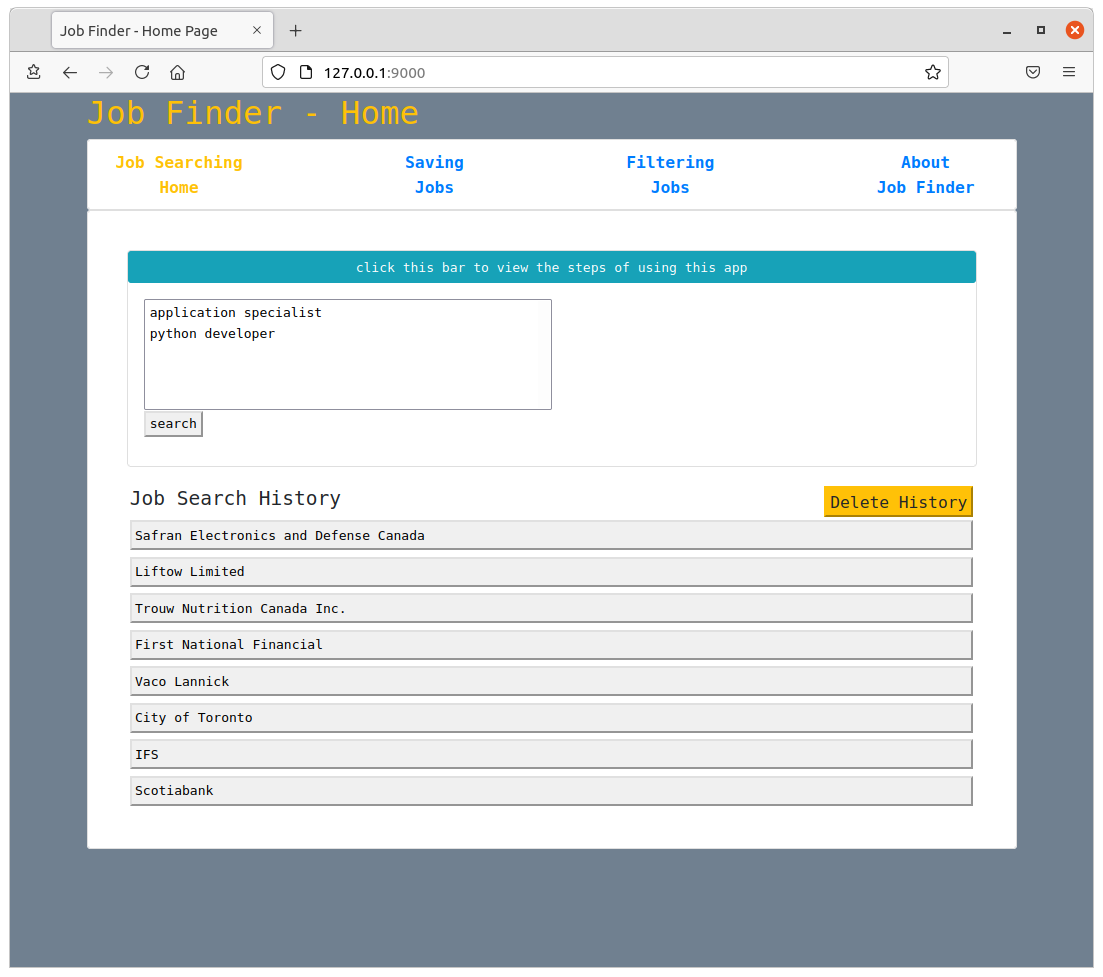 Job Finder - Home Page
127.0.0.1:9000
Job Finder - Home
Job Searching
Home
Saving
Jobs
Filtering
Jobs
About
Job Finder
click this bar to view the steps of using this app
application specialist
python developer
search
Job Search History
Delete History
Safran Electronics and Defense Canada
Liftow Limited
Trouw Nutrition Canada Inc.
First National Financial
Vaco Lannick
City of Toronto
IFS
Scotiabank